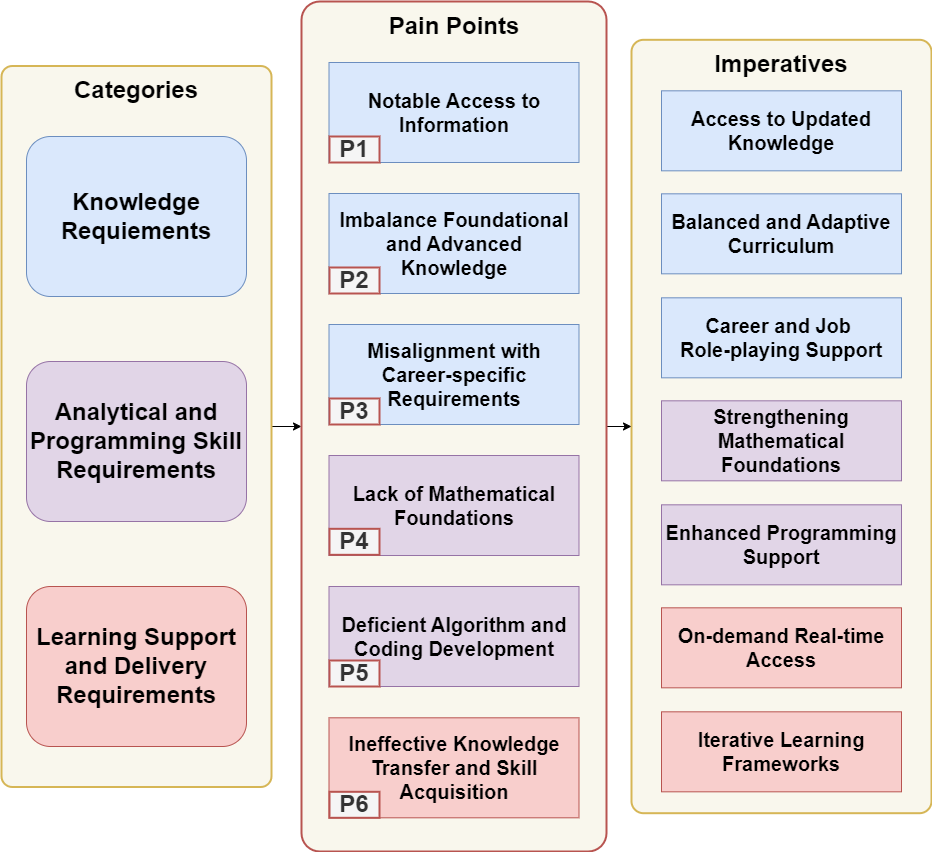 Categories
Knowledge
Requiements
Analytical and
Programming Skill
Requirements
Learning Support
and Delivery
Requirements
Pain Points
Notable Access to
Information
P1
Imbalance Foundational
and Advanced
Knowledge
P2
Misalignment with
Career-specific
Requirements
P3
Lack of Mathematical
Foundations
P4
Deficient Algorithm and
Coding Development
P5
Ineffective Knowledge
Transfer and Skill
Acquisition
P6
Imperatives
Access to Updated
Knowledge
Balanced and Adaptive
Curriculum
Career and Job
Role-playing Support
Strengthening
Mathematical
Foundations
Enhanced Programming
Support
On-demand Real-time
Access
Iterative Learning
Frameworks